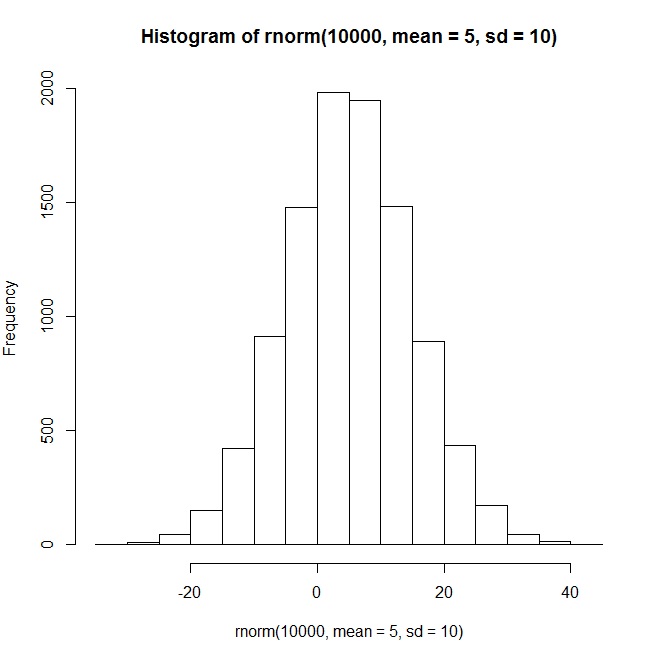 Histogram of rnorm(10000, mean = 5, sd = 10)
Frequency
2000
1500
1000
500
0
-20 0 20 40
rnorm(10000, mean = 5, sd = 10)